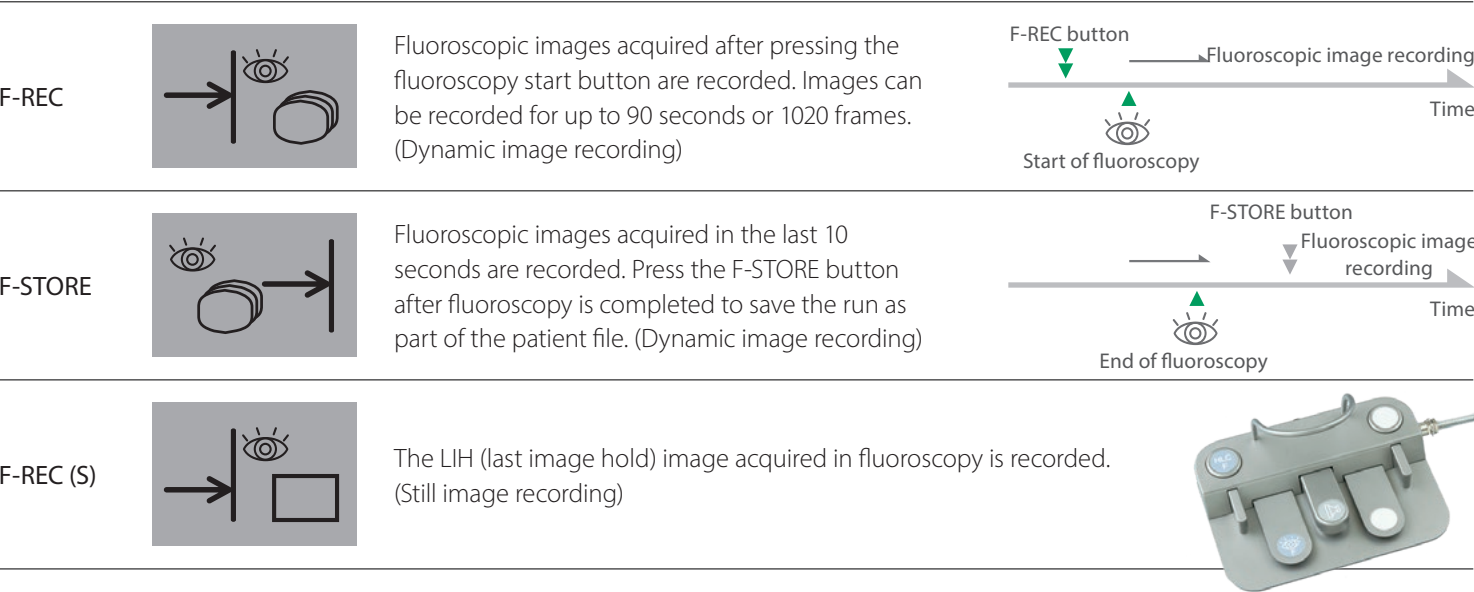 F-REC
Fluoroscopic images acquired after pressing the
fluoroscopy start button are recorded. Images can
be recorded for up to 90 seconds or 1020 frames.
(Dynamic image recording)
F-REC button
Fluoroscopic image recording
Time
Start of fluoroscopy
F-STORE
Fluoroscopic images acquired in the last 10
seconds are recorded. Press the F-STORE button
after fluoroscopy is completed to save the run as
part of the patient file. (Dynamic image recording)
F-STORE button
Fluoroscopic image
recording
Time
End of fluoroscopy
F-REC (S)
The LIH (last image hold) image acquired in fluoroscopy is recorded.
(Still image recording)